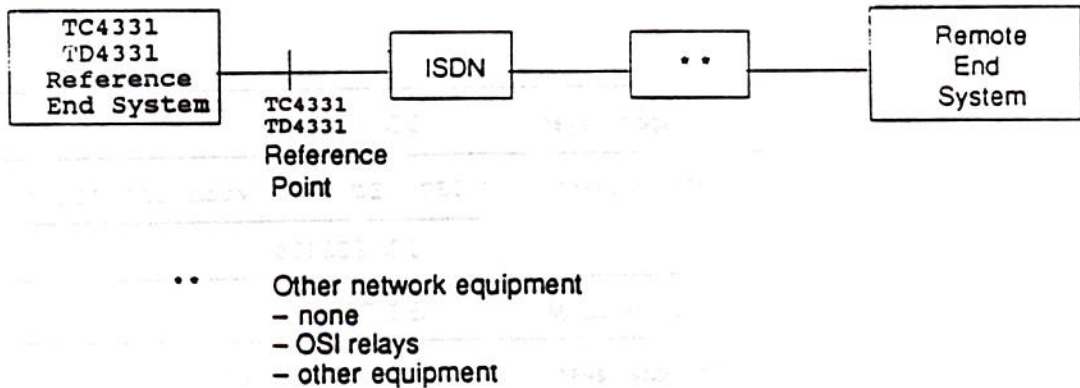 TC4331
TD4331
Reference
End System
TC4331
TD4331
Reference
Point
ISDN
* *
Remote
End
System
* * Other network equipment
– none
– OSI relays
– other equipment